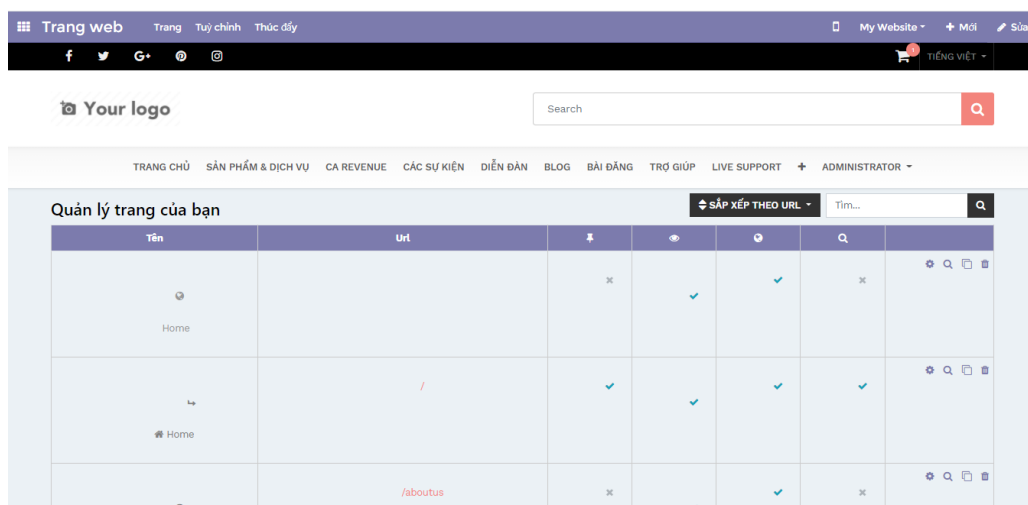 Trang web Trang Tuỳ chỉnh Thúc đẩy My Website + Mới Sửa
1 TIẾNG VIỆT
Your logo Search
TRANG CHỦ SẢN PHẨM & DỊCH VỤ CA REVENUE CÁC SỰ KIỆN DIỄN ĐÀN BLOG BÀI ĐĂNG TRỢ GIÚP LIVE SUPPORT + ADMINISTRATOR
Quản lý trang của bạn SẮP XẾP THEO URL Tìm...
Tên Url
Home
/
Home
/aboutus